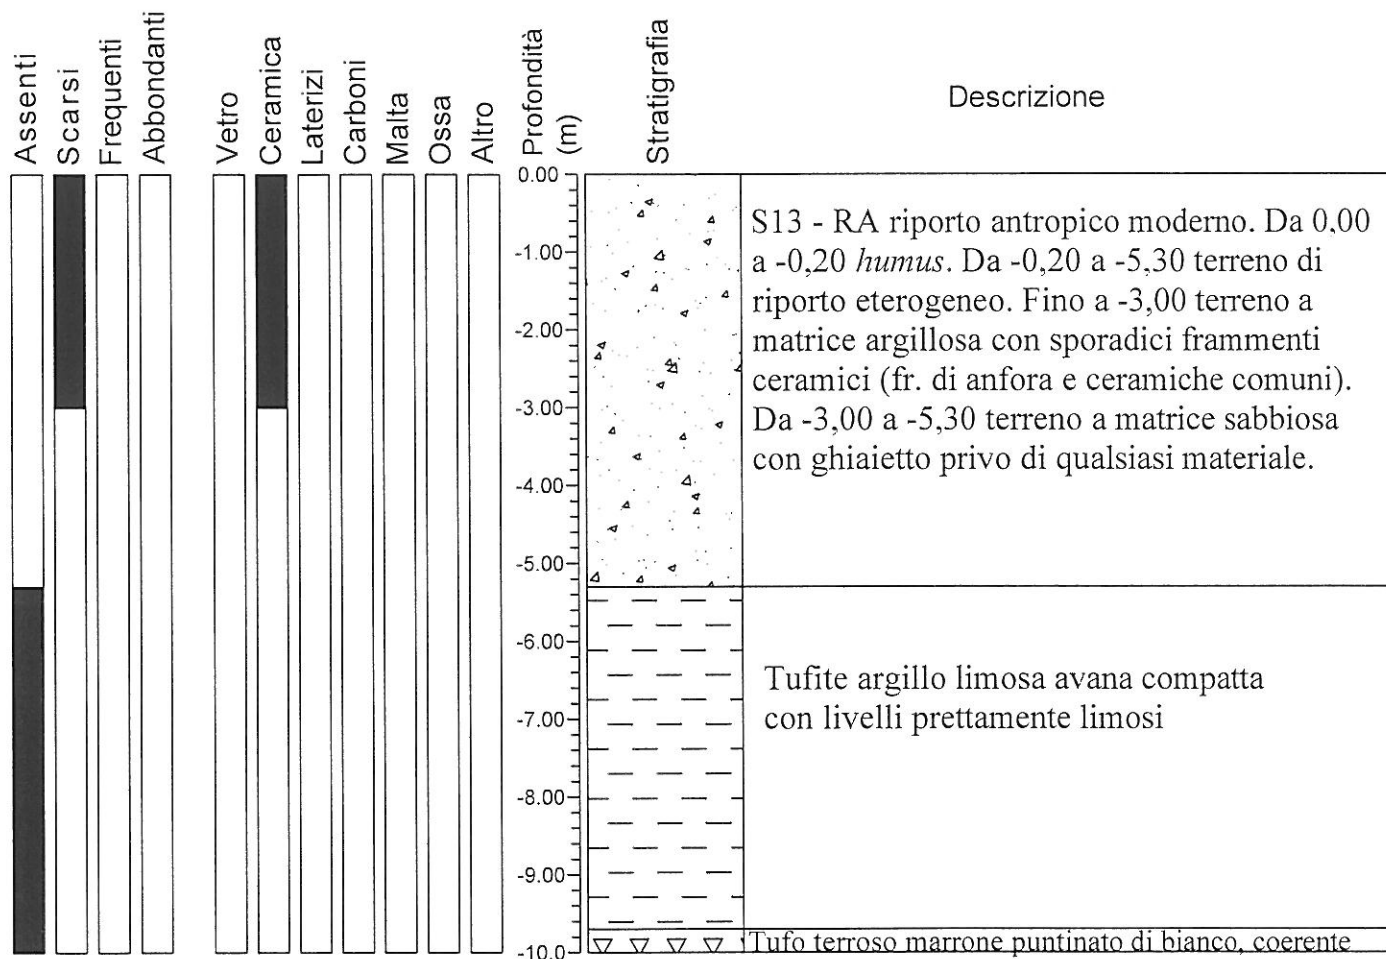 Assenti
Scarsi
Frequenti
Abbondanti
Vetro
Ceramica
Laterizi
Carboni
Malta
Ossa
Altro
Profondità
(m)
Stratigrafia
Descrizione
0.00
-1.00
-2.00
-3.00
-4.00
-5.00
-6.00
-7.00
-8.00
-9.00
-10.0
S13 - RA riporto antropico moderno. Da 0,00
a -0,20 humus. Da -0,20 a -5,30 terreno di
riporto eterogeneo. Fino a -3,00 terreno a
matrice argillosa con sporadici frammenti
ceramici (fr. di anfora e ceramiche comuni).
Da -3,00 a -5,30 terreno a matrice sabbiosa
con ghiaietto privo di qualsiasi materiale.
Tufite argillo limosa avana compatta
con livelli prettamente limosi
Tufo terroso marrone puntinato di bianco, coerente